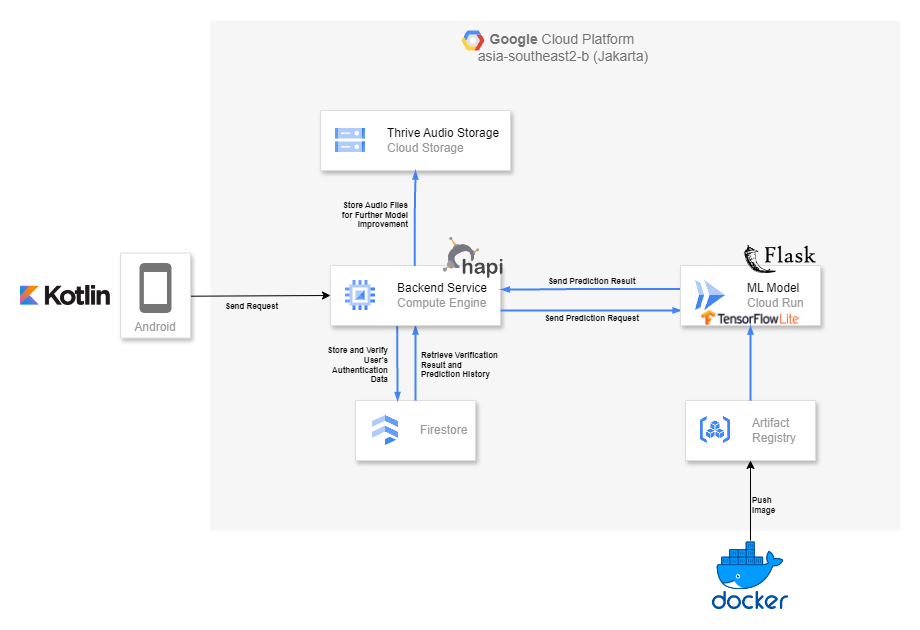 Google Cloud Platform
asia-southeast2-b (Jakarta)
Thrive Audio Storage
Cloud Storage
Store Audio Files
for Further Model
Improvement
hapi
Flask
Kotlin
Android
Send Request
Backend Service
Compute Engine
Send Prediction Result
Send Prediction Request
ML Model
Cloud Run
TensorFlow Lite
Store and Verify
User's
Authentication
Data
Retrieve Verification
Result and
Prediction History
Firestore
Artifact
Registry
Push
Image
docker